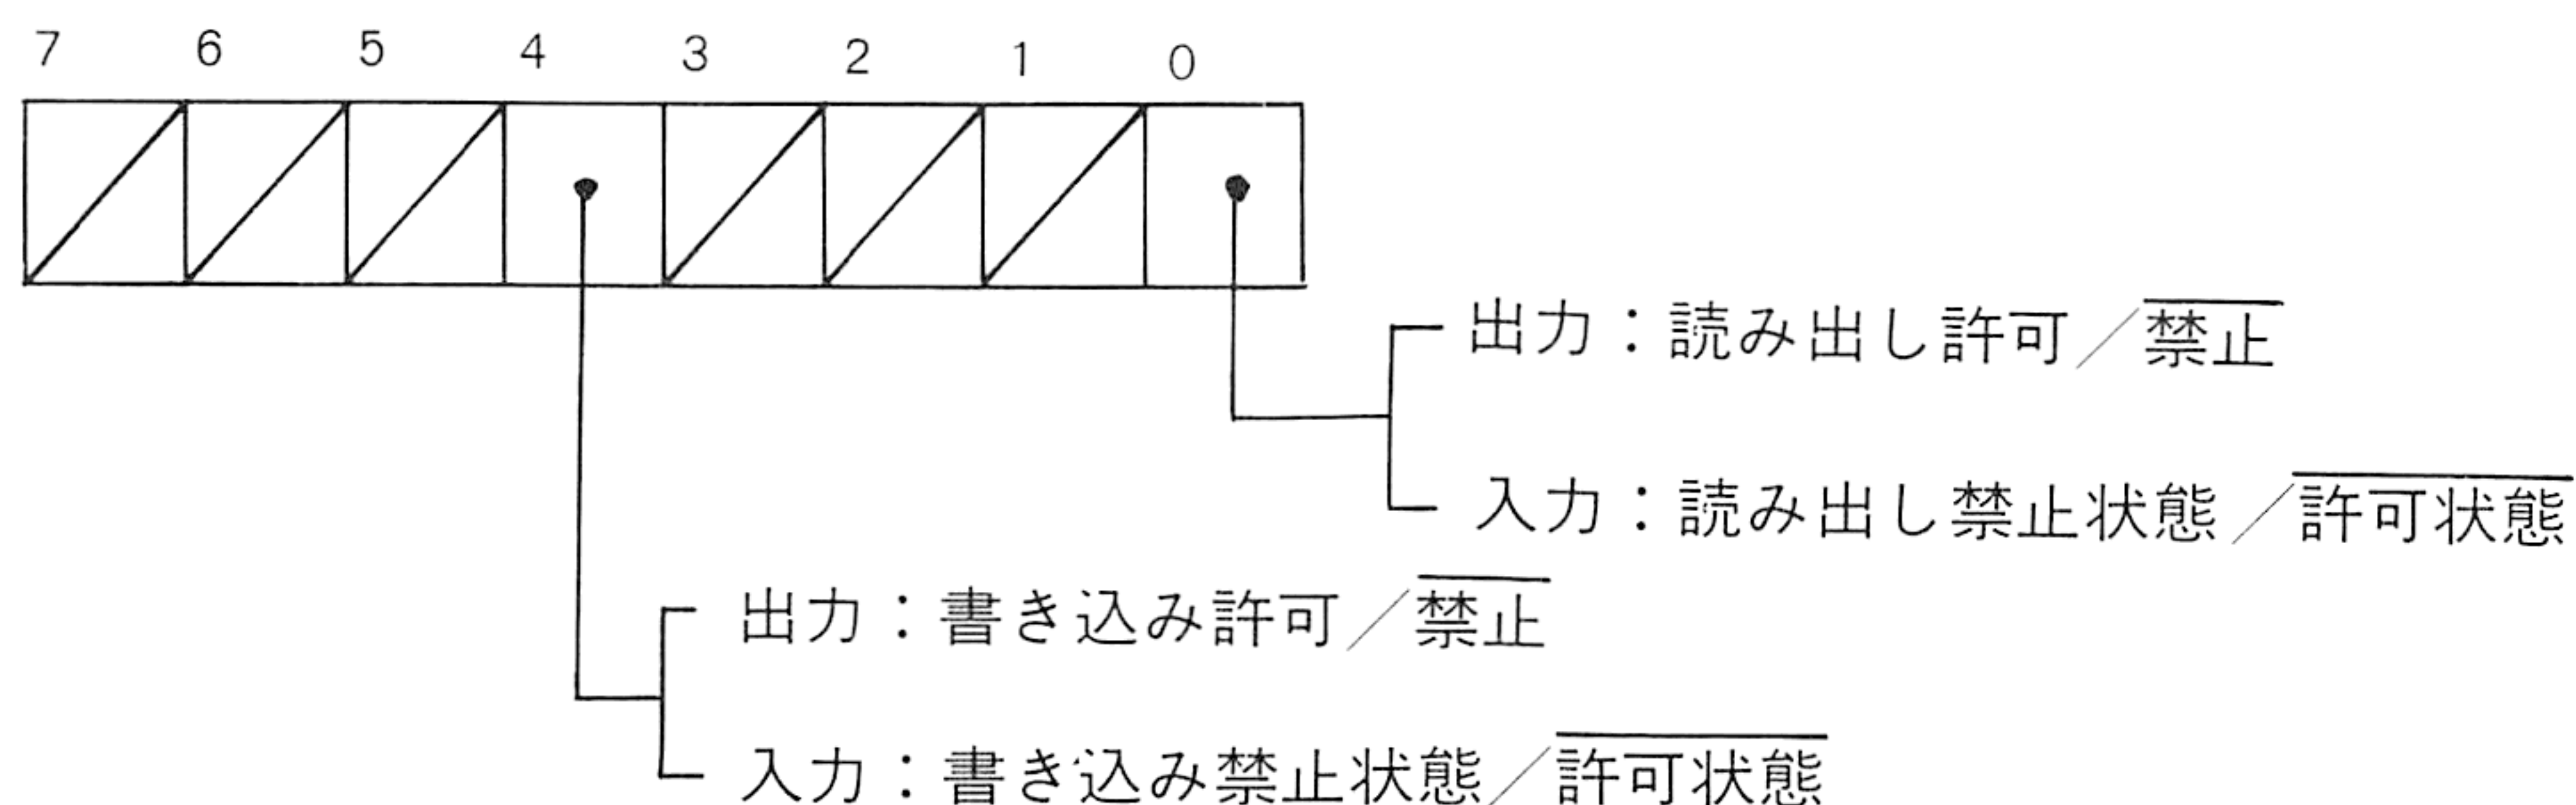 7 6 5 4 3 2 1 0
出力：読み出し許可／禁止
入力：読み出し禁止状態／許可状態
出力：書き込み許可／禁止
入力：書き込み禁止状態／許可状態